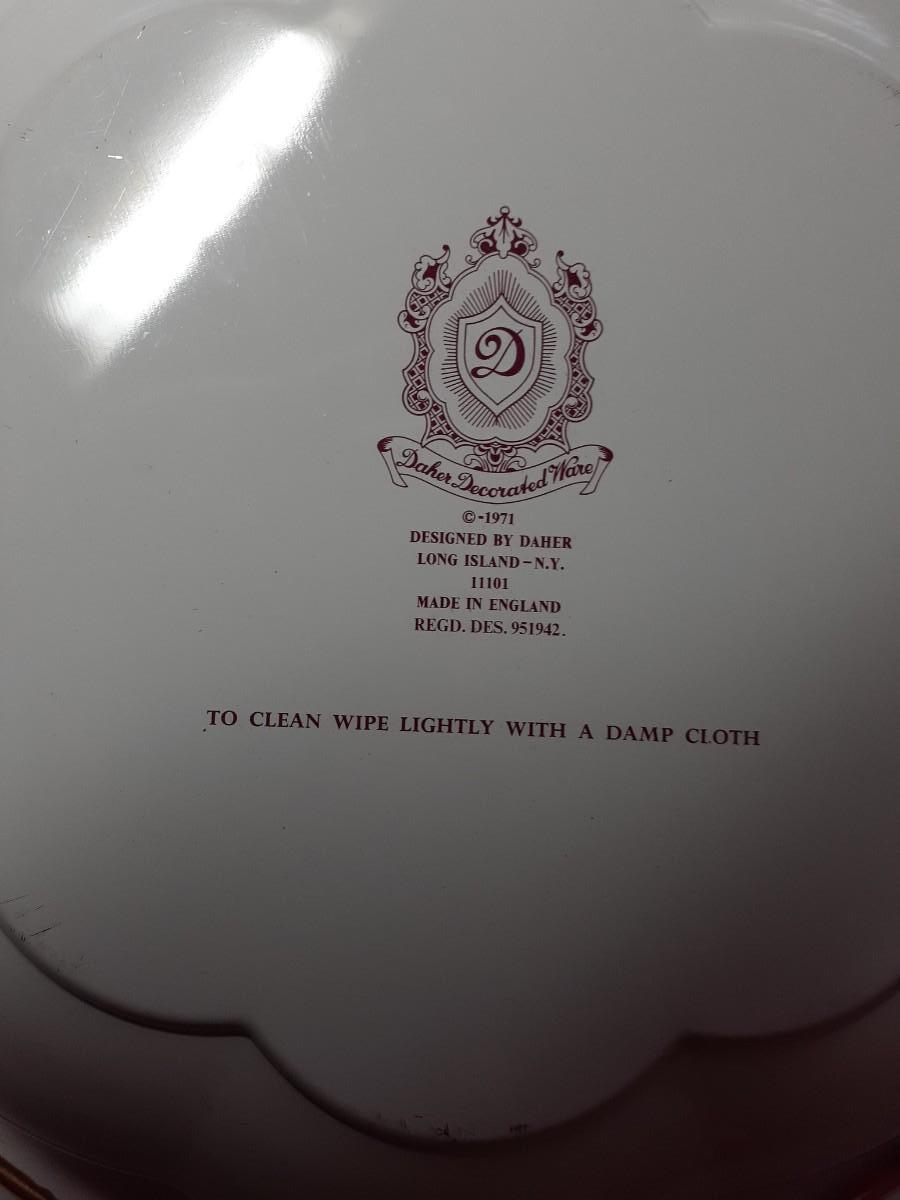 D
Daher Decorated Ware
©-1971
DESIGNED BY DAHER
LONG ISLAND-N.Y.
11101
MADE IN ENGLAND
REGD. DES. 951942.
TO CLEAN WIPE LIGHTLY WITH A DAMP CLOTH